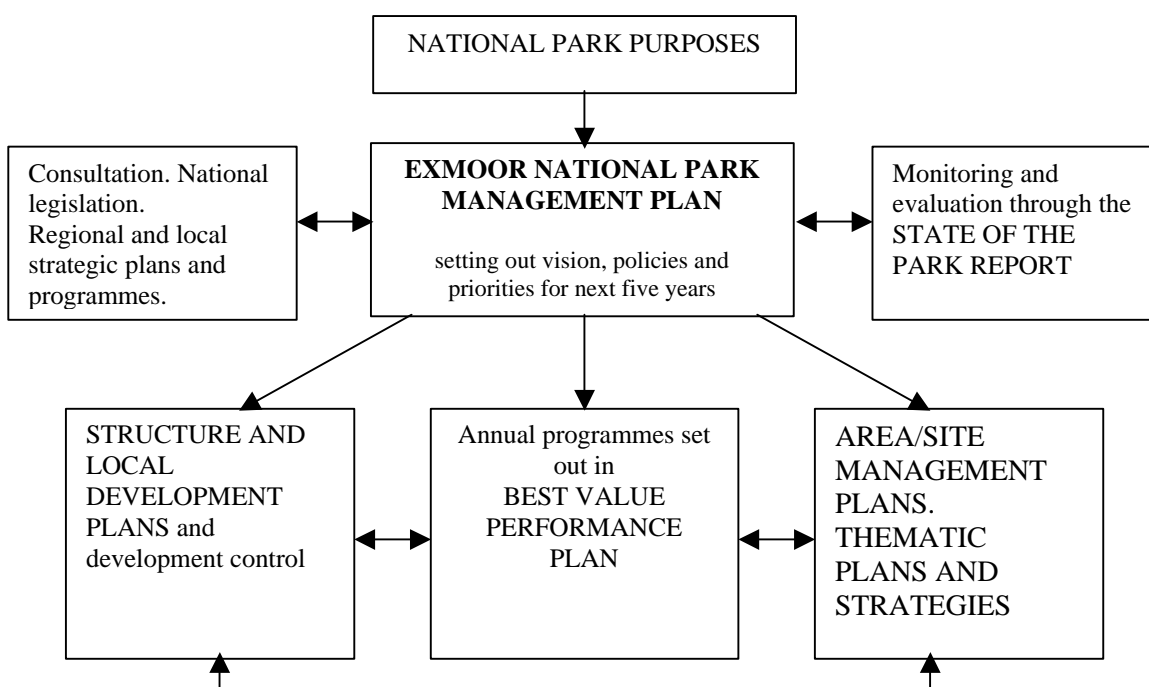 NATIONAL PARK PURPOSES
Consultation. National
legislation.
Regional and local
strategic plans and
programmes.
EXMOOR NATIONAL PARK
MANAGEMENT PLAN
setting out vision, policies and
priorities for next five years
Monitoring and
evaluation through the
STATE OF THE
PARK REPORT
STRUCTURE AND
LOCAL
DEVELOPMENT
PLANS and
development control
Annual programmes set
out in
BEST VALUE
PERFORMANCE
PLAN
AREA/SITE
MANAGEMENT
PLANS.
THEMATIC
PLANS AND
STRATEGIES